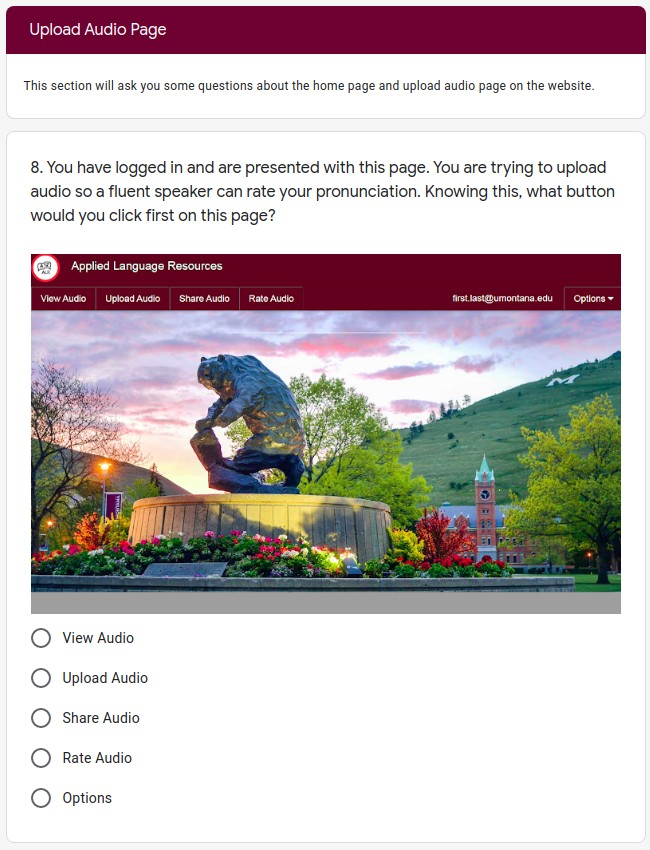 Upload Audio Page
This section will ask you some questions about the home page and upload audio page on the website.
8. You have logged in and are presented with this page. You are trying to upload
audio so a fluent speaker can rate your pronunciation. Knowing this, what button
would you click first on this page?
ALR
Applied Language Resources
View Audio
Upload Audio
Share Audio
Rate Audio
first.last@umontana.edu
Options
M
View Audio
Upload Audio
Share Audio
Rate Audio
Options